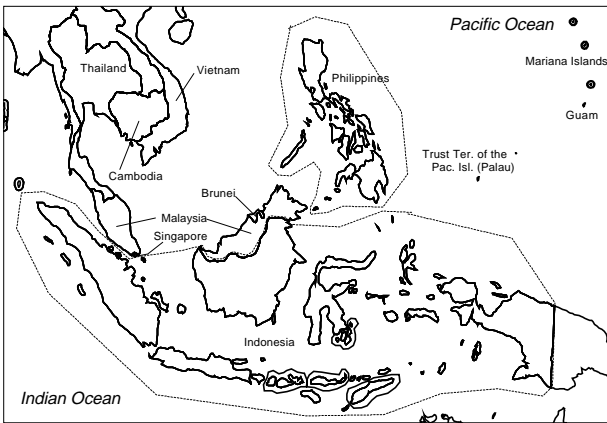 Pacific Ocean
Thailand
Vietnam
Mariana Islands
Philippines
Guam
Trust Ter. of the
Pac. Isl. (Palau)
Cambodia
Brunei
Malaysia
Singapore
Indonesia
Indian Ocean